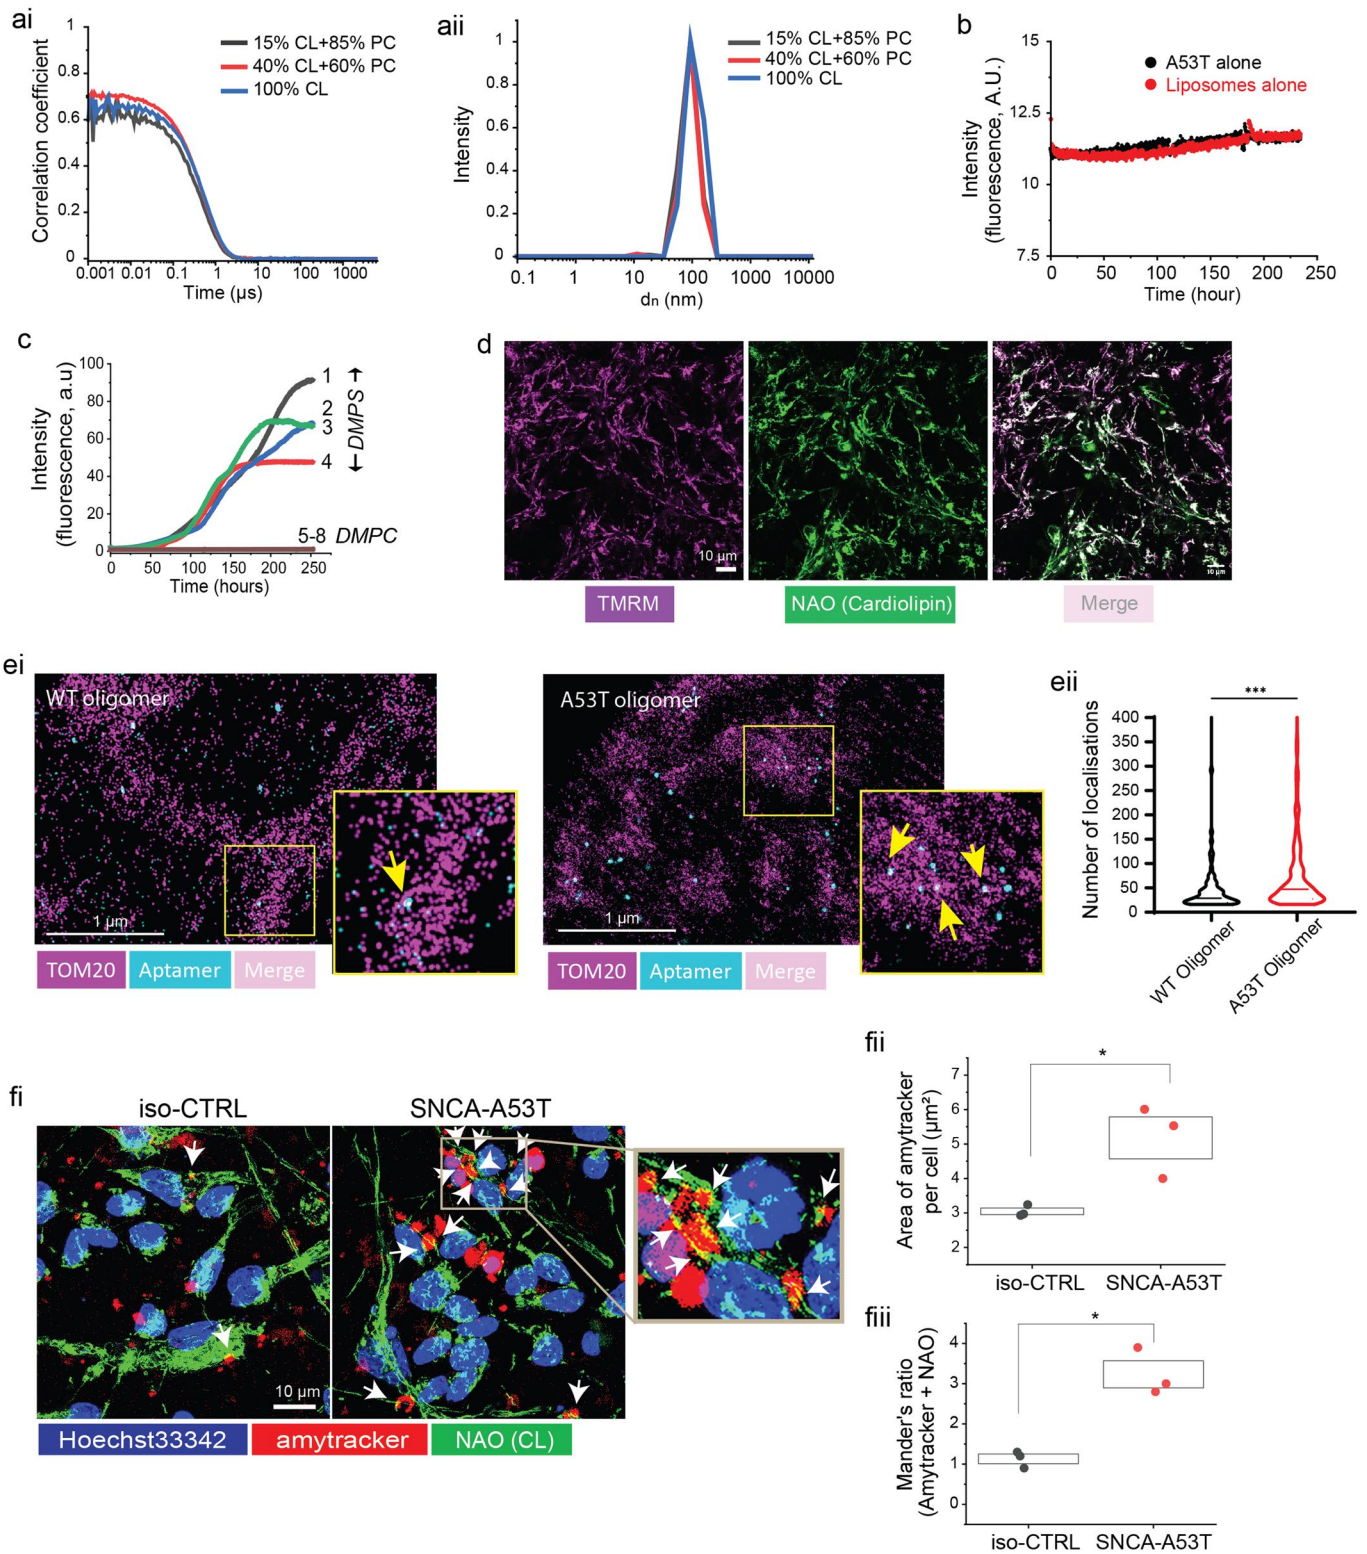 ai
Correlation coefficient
1
0.8
0.6
0.4
0.2
0
0.001 0.01 0.1 1 10 100 1000
Time (µs)
15% CL+85% PC
40% CL+60% PC
100% CL
aii
Intensity
1
0.8
0.6
0.4
0.2
0
0.1 1 10 100 1000 10000
dn (nm)
15% CL+85% PC
40% CL+60% PC
100% CL
b
Intensity
(fluorescence, A.U.)
15
12.5
10
7.5
0 50 100 150 200 250
Time (hour)
A53T alone
Liposomes alone
c
Intensity
(fluorescence, a.u)
100
80
60
40
20
0
0 50 100 150 200 250
Time (hours)
1
2
3
4
DMPS
5-8 DMPC
d
10 µm
10 µm
TMRM
NAO (Cardiolipin)
Merge
ei
WT oligomer
1 µm
TOM20 Aptamer Merge
A53T oligomer
1 µm
TOM20 Aptamer Merge
eii
***
Number of localisations
400
350
300
250
200
150
100
50
0
WT Oligomer
A53T Oligomer
fi
iso-CTRL
SNCA-A53T
10 µm
Hoechst33342 amytracker NAO (CL)
fii
*
Area of amytracker
per cell (µm²)
7
6
5
4
3
2
iso-CTRL SNCA-A53T
fiii
*
Mander's ratio
(Amytracker + NAO)
4
3
2
1
0
iso-CTRL SNCA-A53T